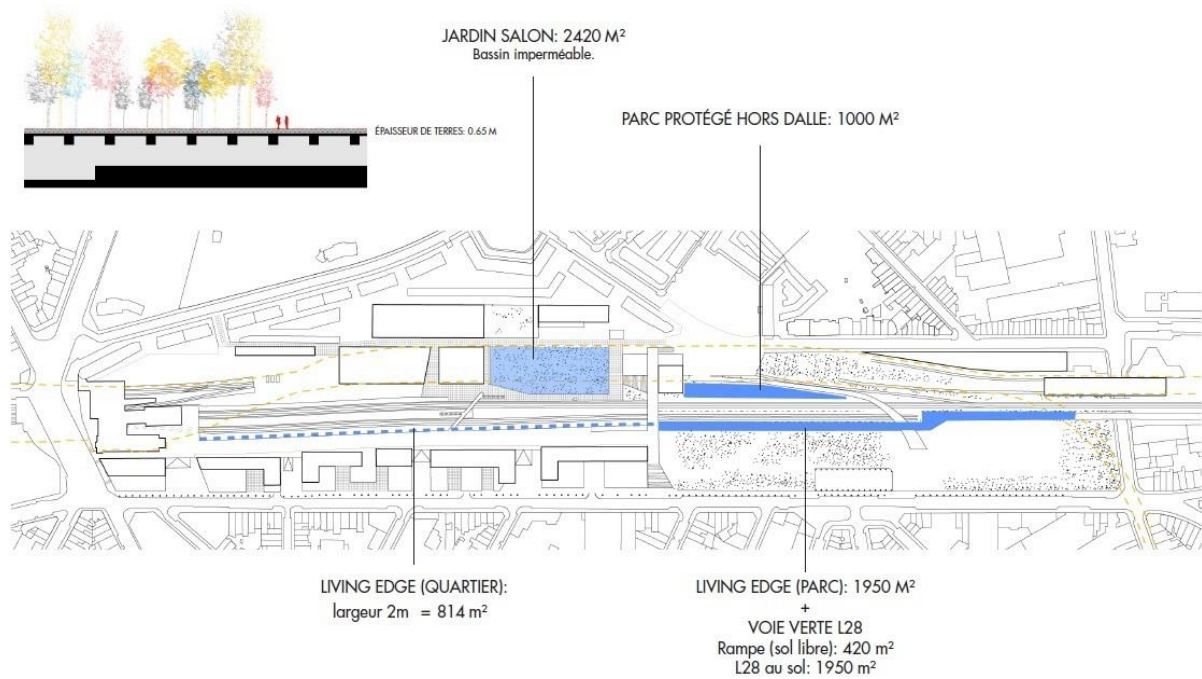 JARDIN SALON: 2420 M²
Bassin imperméable.
PARC PROTÉGÉ HORS DALLE: 1000 M²
ÉPAISSEUR DE TERRES: 0.65 M
LIVING EDGE (QUARTIER):
largeur 2m = 814 m²
LIVING EDGE (PARC): 1950 M²
+
VOIE VERTE L28
Rampe (sol libre): 420 m²
L28 au sol: 1950 m²